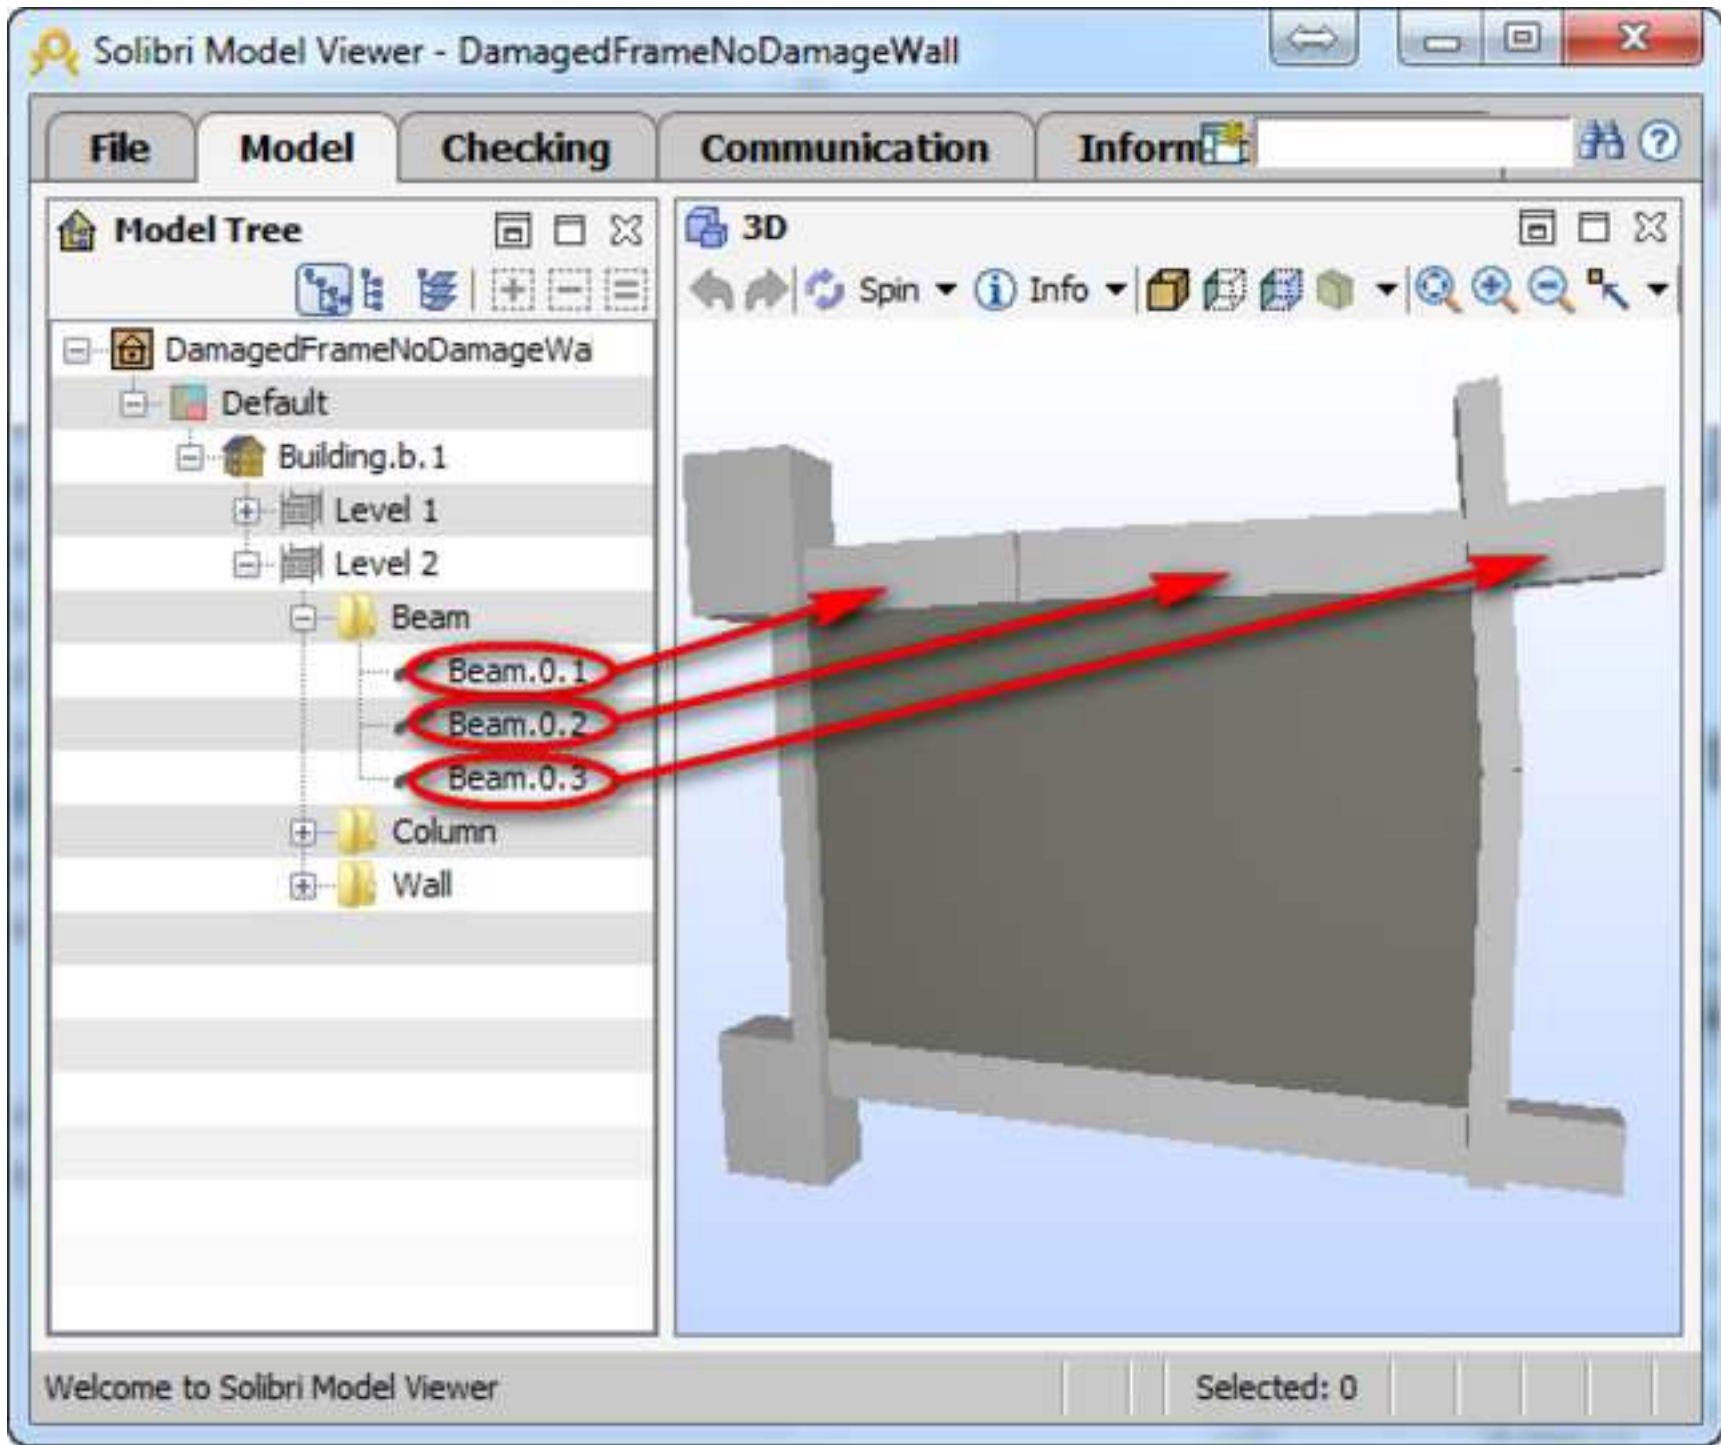 Solibri Model Viewer - DamagedFrameNoDamageWall
File Model Checking Communication Inform
Model Tree
3D
Spin Info
DamagedFrameNoDamageWa
Default
Building.b.1
Level 1
Level 2
Beam
Beam.0.1
Beam.0.2
Beam.0.3
Column
Wall
Welcome to Solibri Model Viewer
Selected: 0